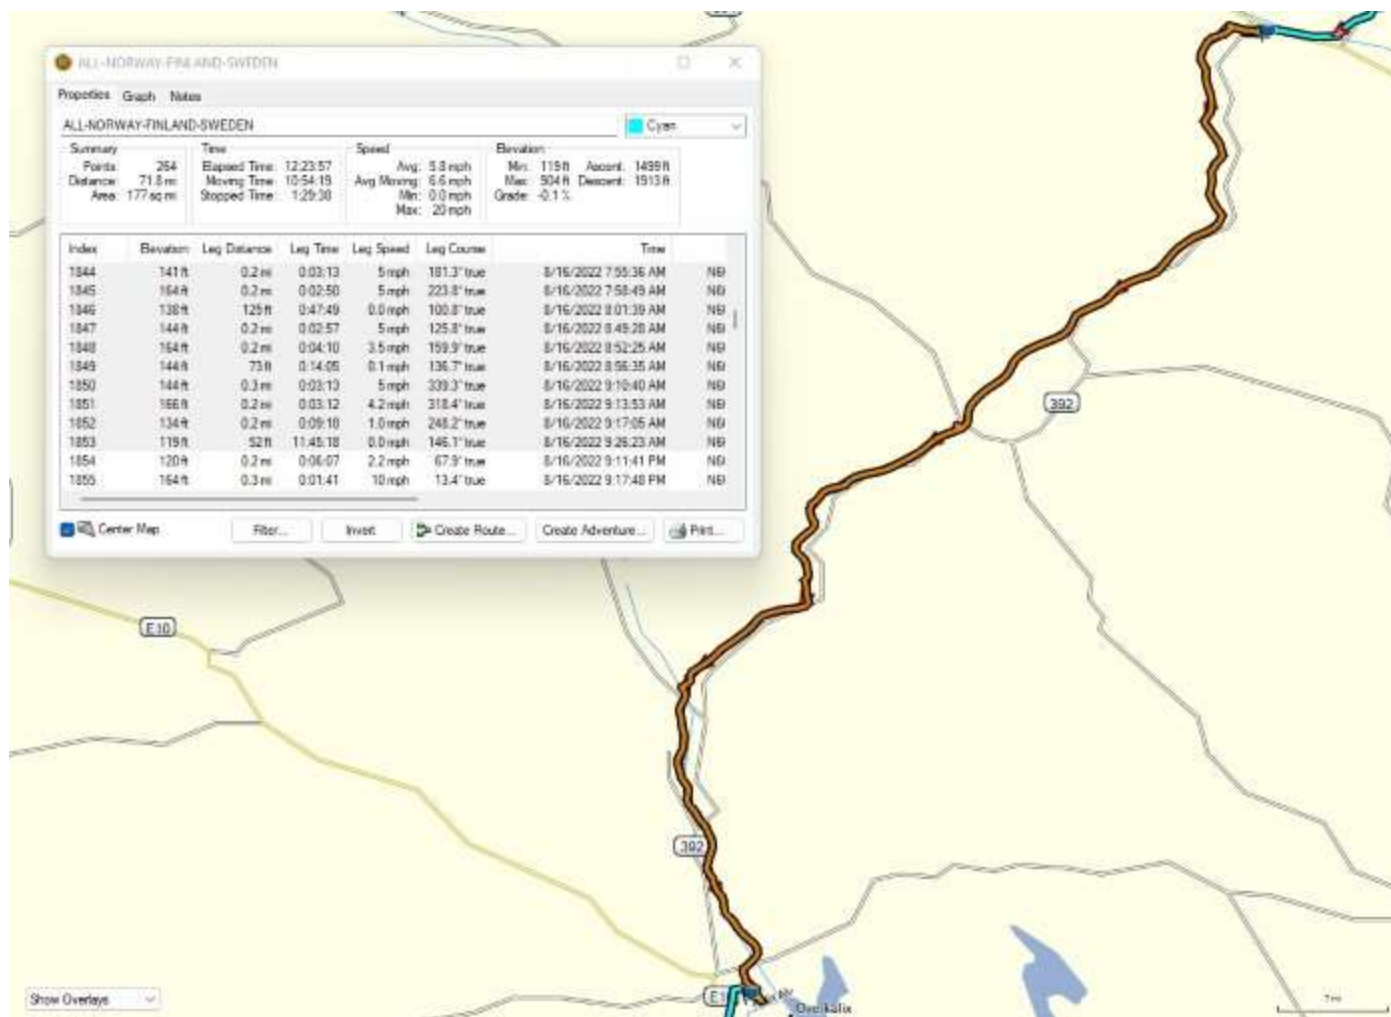 ALL-NORWAY-FINLAND-SWEDEN
Properties Graph Notes
ALL-NORWAY-FINLAND-SWEDEN Cyan
Summary Time Speed Elevation
Points: 264 Elapsed Time: 12:23:57 Avg: 5.8 mph Min: 119 ft Ascent: 1499 ft
Distance: 71.8 mi Moving Time: 10:54:19 Avg Moving: 6.6 mph Max: 504 ft Descent: 1913 ft
Area: 177 sq mi Stopped Time: 1:29:38 Min: 0.0 mph Grade: -0.1 %
Max: 20 mph
Index Elevation Leg Distance Leg Time Leg Speed Leg Course Time
1844 141 ft 0.2 mi 0:03:13 5 mph 181.3° true 8/16/2022 7:55:36 AM N6
1845 164 ft 0.2 mi 0:02:50 5 mph 223.8° true 8/16/2022 7:58:49 AM N6
1846 138 ft 125 ft 0:47:49 0.0 mph 100.8° true 8/16/2022 8:01:39 AM N6
1847 144 ft 0.2 mi 0:02:57 5 mph 125.8° true 8/16/2022 8:49:28 AM N6
1848 164 ft 0.2 mi 0:04:10 3.5 mph 159.9° true 8/16/2022 8:52:25 AM N6
1849 144 ft 73 ft 0:14:05 0.1 mph 136.7° true 8/16/2022 8:56:35 AM N6
1850 144 ft 0.3 mi 0:03:13 5 mph 339.3° true 8/16/2022 9:10:40 AM N6
1851 166 ft 0.2 mi 0:03:12 4.2 mph 318.4° true 8/16/2022 9:13:53 AM N6
1852 134 ft 0.2 mi 0:09:18 1.0 mph 248.2° true 8/16/2022 9:17:05 AM N6
1853 119 ft 52 ft 11:45:18 0.0 mph 146.1° true 8/16/2022 9:26:23 AM N6
1854 120 ft 0.2 mi 0:06:07 2.2 mph 67.9° true 8/16/2022 9:11:41 PM N6
1855 164 ft 0.3 mi 0:01:41 10 mph 13.4° true 8/16/2022 9:17:48 PM N6
Center Map Filter... Invert Create Route... Create Adventure... Print...
392
E10
392
Overkalix
Show Overlays
7 mi